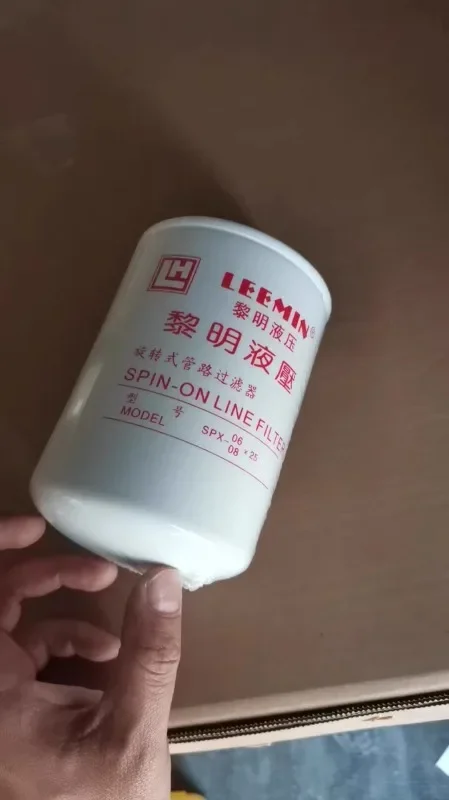 LH
LEEMIN®
黎明液压
黎明液壓
旋转式管路过滤器
SPIN-ON LINE FILTER
型 号
MODEL SPX-06
08 × 25